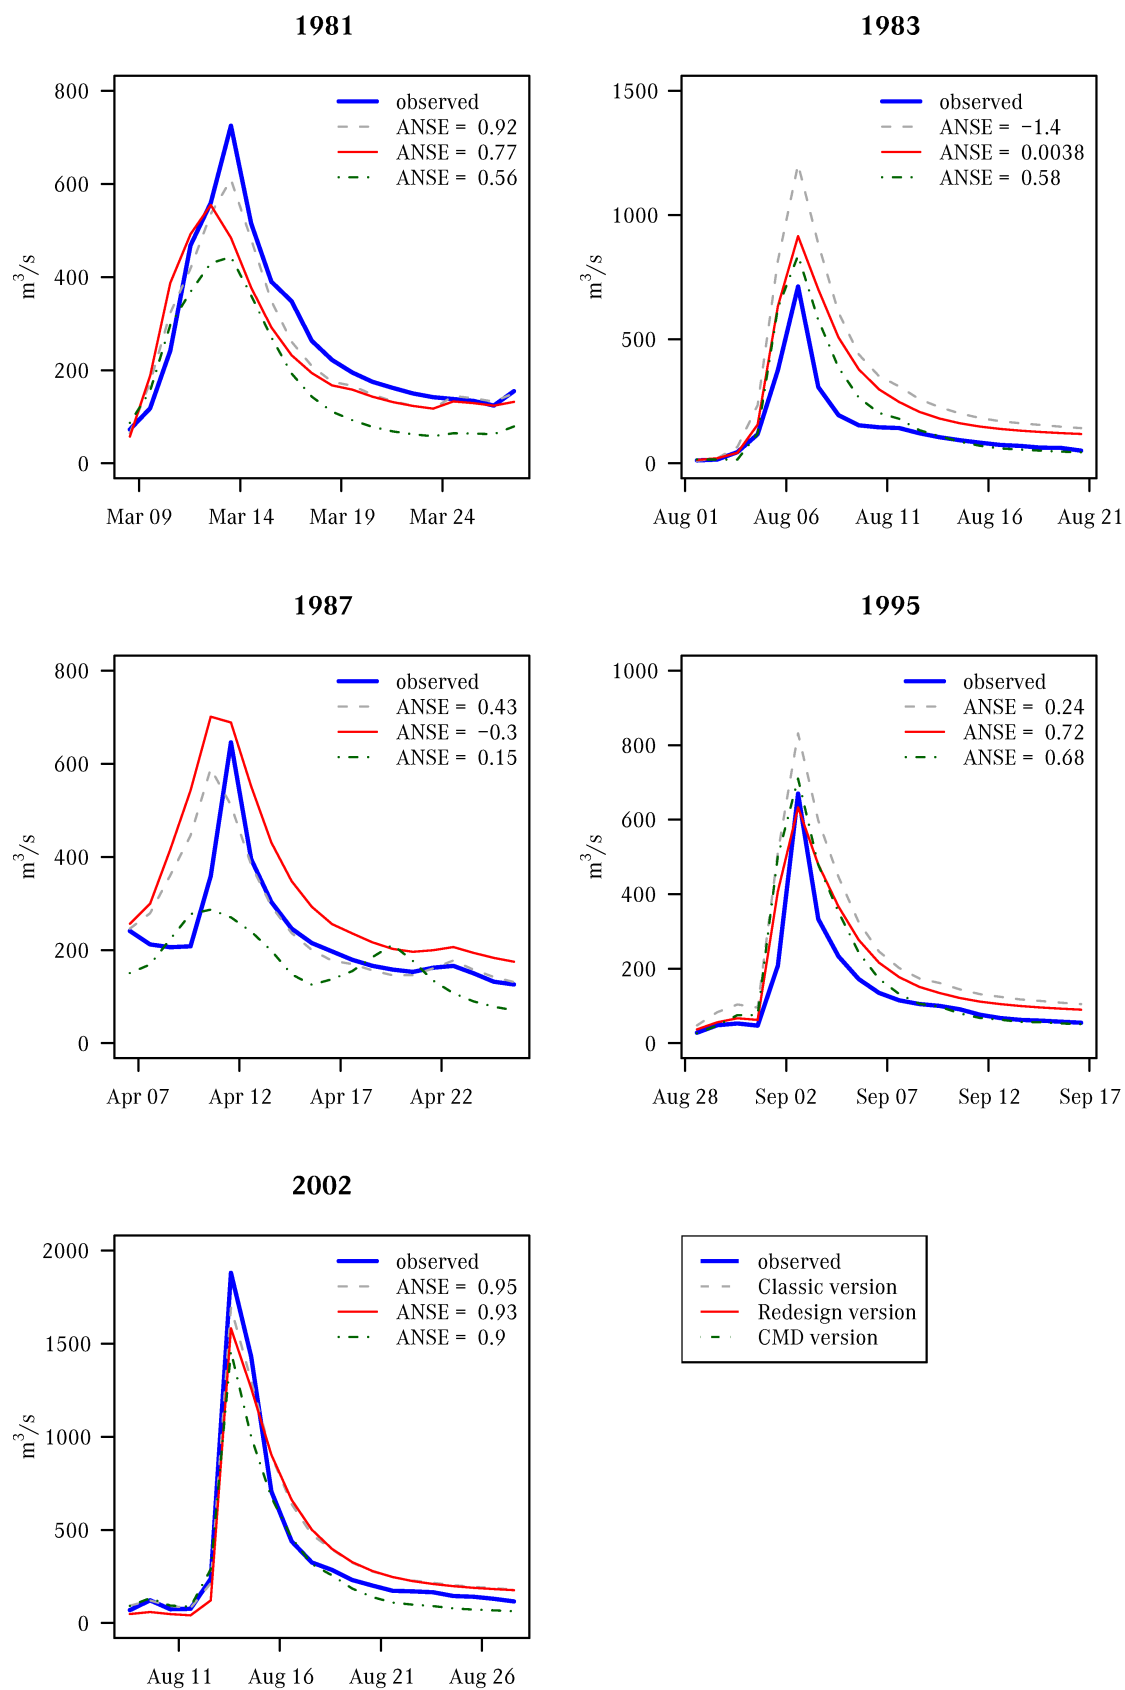 1981
800
600
400
200
0
m³/s
observed
ANSE = 0.92
ANSE = 0.77
ANSE = 0.56
Mar 09
Mar 14
Mar 19
Mar 24
1983
1500
1000
500
0
m³/s
observed
ANSE = −1.4
ANSE = 0.0038
ANSE = 0.58
Aug 01
Aug 06
Aug 11
Aug 16
Aug 21
1987
800
600
400
200
0
m³/s
observed
ANSE = 0.43
ANSE = −0.3
ANSE = 0.15
Apr 07
Apr 12
Apr 17
Apr 22
1995
1000
800
600
400
200
0
m³/s
observed
ANSE = 0.24
ANSE = 0.72
ANSE = 0.68
Aug 28
Sep 02
Sep 07
Sep 12
Sep 17
2002
2000
1500
1000
500
0
m³/s
observed
ANSE = 0.95
ANSE = 0.93
ANSE = 0.9
Aug 11
Aug 16
Aug 21
Aug 26
observed
Classic version
Redesign version
CMD version